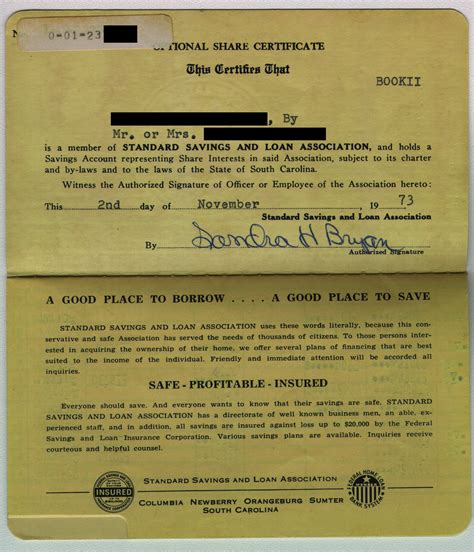 N
0-01-23
OPTIONAL SHARE CERTIFICATE
This Certifies That
BOOKII
, By
Mr. or Mrs.
is a member of STANDARD SAVINGS AND LOAN ASSOCIATION, and holds a
Savings Account representing Share Interests in said Association, subject to its charter
and by-laws and to the laws of the State of South Carolina.
Witness the Authorized Signature of Officer or Employee of the Association hereto:
This 2nd day of November 1973
Standard Savings and Loan Association
By Sandra H Bryan
Authorized Signature
A GOOD PLACE TO BORROW .... A GOOD PLACE TO SAVE
STANDARD SAVINGS AND LOAN ASSOCIATION uses these words literally, because this con-
servative and safe Association has served the needs of thousands of citizens. To those persons inter-
ested in acquiring the ownership of their home, we offer several plans of financing that are best
suited to the income of the individual. Friendly and immediate attention will be accorded all
inquiries.
SAFE - PROFITABLE - INSURED
Everyone should save. And everyone wants to know that their savings are safe. STANDARD
SAVINGS AND LOAN ASSOCIATION has a directorate of well known business men, an able, ex-
perienced staff, and in addition, all savings are insured against loss up to $20,000 by the Federal
Savings and Loan Insurance Corporation. Various savings plans are available. Inquiries receive
courteous and helpful counsel.
STANDARD SAVINGS AND LOAN ASSOCIATION
INSURED
COLUMBIA NEWBERRY ORANGEBURG SUMTER
SOUTH CAROLINA
FEDERAL HOME LOAN BANK SYSTEM